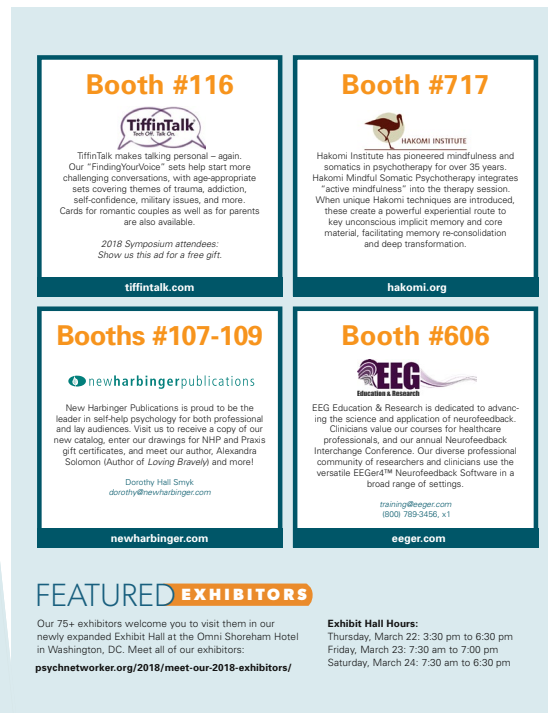 Booth #116
TiffinTalk
Tech Off. Talk On.
TiffinTalk makes talking personal – again.
Our “FindingYourVoice” sets help start more
challenging conversations, with age-appropriate
sets covering themes of trauma, addiction,
self-confidence, military issues, and more.
Cards for romantic couples as well as for parents
are also available.
2018 Symposium attendees:
Show us this ad for a free gift.
tiffintalk.com
Booth #717
HAKOMI INSTITUTE
Hakomi Institute has pioneered mindfulness and
somatics in psychotherapy for over 35 years.
Hakomi Mindful Somatic Psychotherapy integrates
“active mindfulness” into the therapy session.
When unique Hakomi techniques are introduced,
these create a powerful experiential route to
key unconscious implicit memory and core
material, facilitating memory re-consolidation
and deep transformation.
hakomi.org
Booths #107-109
newharbingerpublications
New Harbinger Publications is proud to be the
leader in self-help psychology for both professional
and lay audiences. Visit us to receive a copy of our
new catalog, enter our drawings for NHP and Praxis
gift certificates, and meet our author, Alexandra
Solomon (Author of Loving Bravely) and more!
Dorothy Hall Smyk
dorothy@newharbinger.com
newharbinger.com
Booth #606
EEG
Education & Research
EEG Education & Research is dedicated to advanc-
ing the science and application of neurofeedback.
Clinicians value our courses for healthcare
professionals, and our annual Neurofeedback
Interchange Conference. Our diverse professional
community of researchers and clinicians use the
versatile EEGer4™ Neurofeedback Software in a
broad range of settings.
training@eeger.com
(800) 789-3456, x1
eeger.com
FEATURED EXHIBITORS
Our 75+ exhibitors welcome you to visit them in our
newly expanded Exhibit Hall at the Omni Shoreham Hotel
in Washington, DC. Meet all of our exhibitors:
psychnetworker.org/2018/meet-our-2018-exhibitors/
Exhibit Hall Hours:
Thursday, March 22: 3:30 pm to 6:30 pm
Friday, March 23: 7:30 am to 7:00 pm
Saturday, March 24: 7:30 am to 6:30 pm